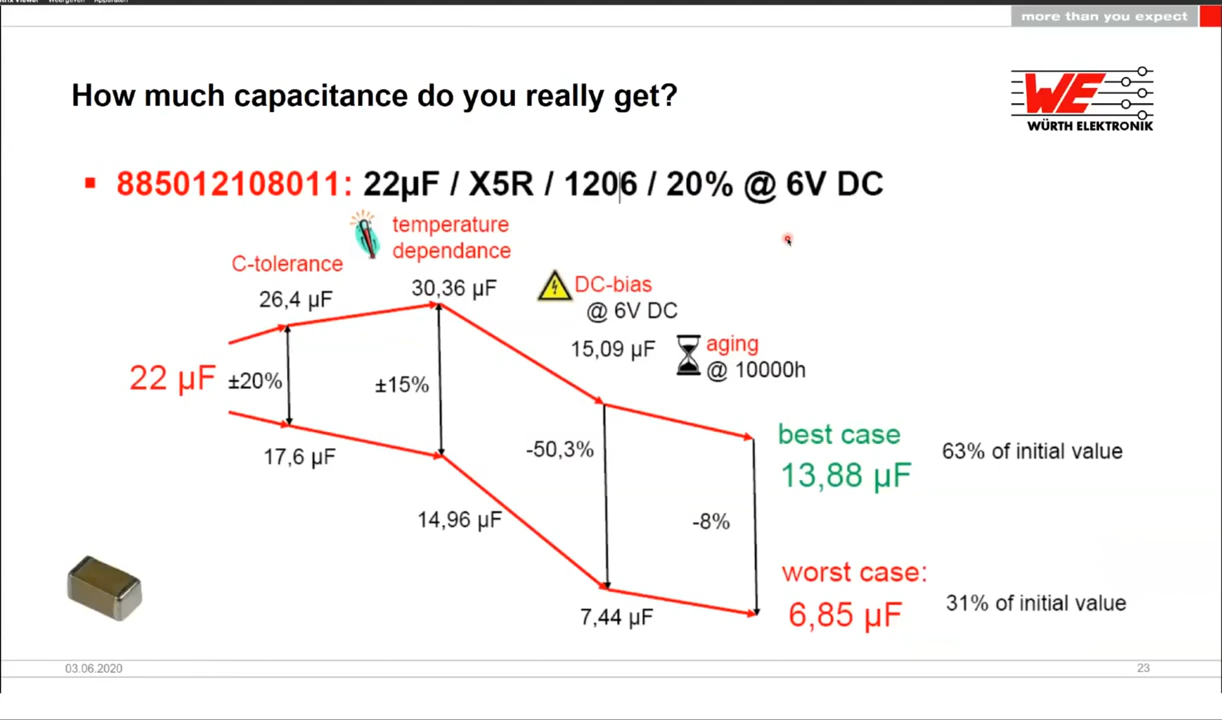 more than you expect
How much capacitance do you really get?
WE
WÜRTH ELEKTRONIK
885012108011: 22µF / X5R / 1206 / 20% @ 6V DC
temperature
dependance
C-tolerance
26,4 µF
30,36 µF
DC-bias
@ 6V DC
15,09 µF
aging
@ 10000h
22 µF
±20%
±15%
-50,3%
-8%
best case
13,88 µF
63% of initial value
17,6 µF
14,96 µF
7,44 µF
worst case:
6,85 µF
31% of initial value
03.06.2020
23